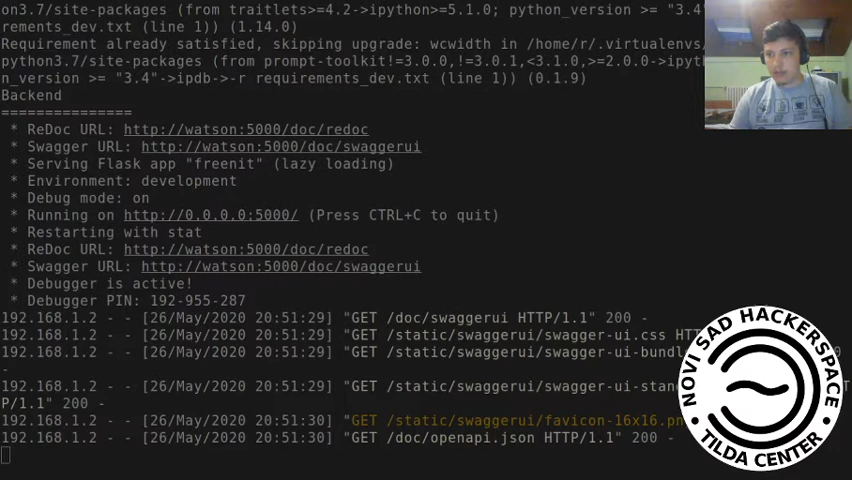 on3.7/site-packages (from traitlets>=4.2->ipython>=5.1.0; python_version >= "3.4"
rements_dev.txt (line 1)) (1.14.0)
Requirement already satisfied, skipping upgrade: wcwidth in /home/r/.virtualenvs/
python3.7/site-packages (from prompt-toolkit!=3.0.0,!=3.0.1,<3.1.0,>=2.0.0->ipyth
n_version >= "3.4"->ipdb->-r requirements_dev.txt (line 1)) (0.1.9)
Backend
===============
* ReDoc URL: http://watson:5000/doc/redoc
* Swagger URL: http://watson:5000/doc/swaggerui
* Serving Flask app "freenit" (lazy loading)
* Environment: development
* Debug mode: on
* Running on http://0.0.0.0:5000/ (Press CTRL+C to quit)
* Restarting with stat
* ReDoc URL: http://watson:5000/doc/redoc
* Swagger URL: http://watson:5000/doc/swaggerui
* Debugger is active!
* Debugger PIN: 192-955-287
192.168.1.2 - - [26/May/2020 20:51:29] "GET /doc/swaggerui HTTP/1.1" 200 -
192.168.1.2 - - [26/May/2020 20:51:29] "GET /static/swaggerui/swagger-ui.css HTT
192.168.1.2 - - [26/May/2020 20:51:29] "GET /static/swaggerui/swagger-ui-bundl
-
192.168.1.2 - - [26/May/2020 20:51:29] "GET /static/swaggerui/swagger-ui-stan
P/1.1" 200 -
192.168.1.2 - - [26/May/2020 20:51:30] "GET /static/swaggerui/favicon-16x16.pn
192.168.1.2 - - [26/May/2020 20:51:30] "GET /doc/openapi.json HTTP/1.1" 200 -
NOVI SAD HACKERSPACE
TILDA CENTER